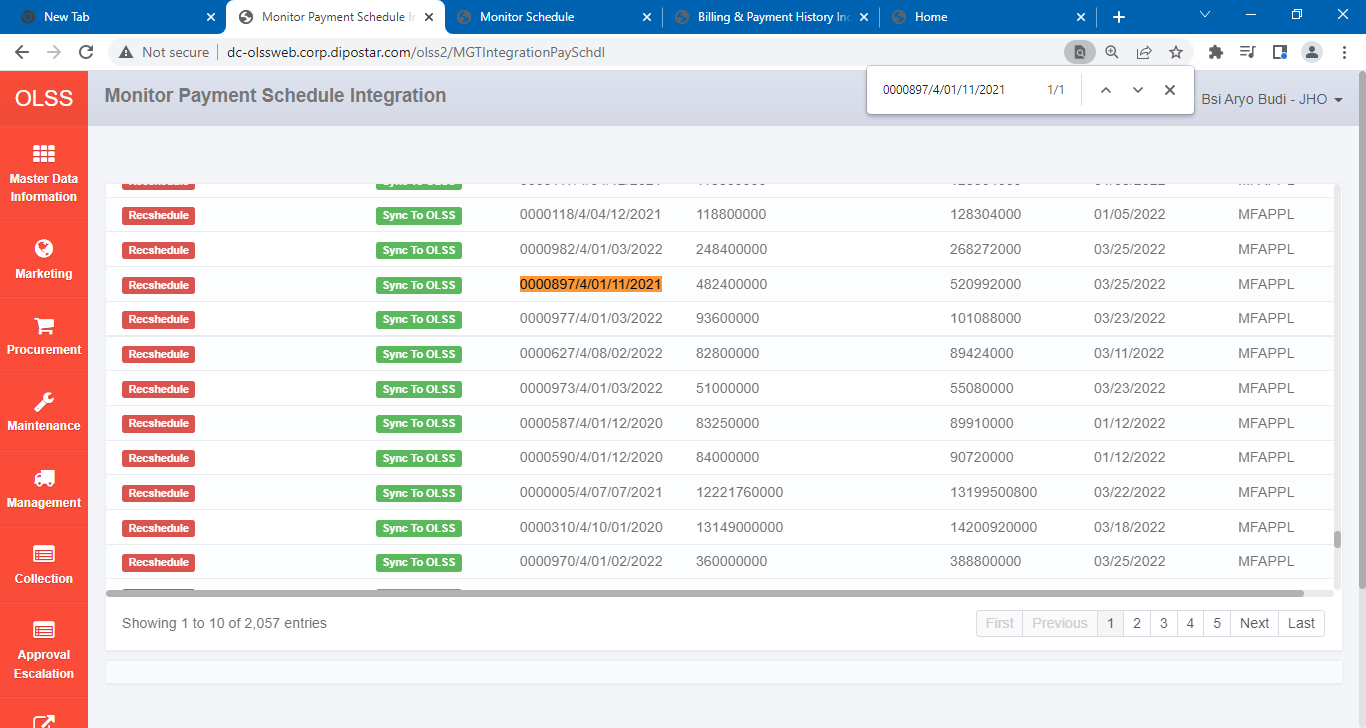 New Tab
Monitor Payment Schedule In
Monitor Schedule
Billing & Payment History Inq
Home
Not secure
dc-olssweb.corp.dipostar.com/olss2/MGTIntegrationPaySchdl
0000897/4/01/11/2021 1/1
OLSS
Monitor Payment Schedule Integration
Bsi Aryo Budi - JHO
Master Data
Information
Marketing
Procurement
Maintenance
Management
Collection
Approval
Escalation
Recshedule Sync To OLSS 0000118/4/04/12/2021 118800000 128304000 01/05/2022 MFAPPL
Recshedule Sync To OLSS 0000982/4/01/03/2022 248400000 268272000 03/25/2022 MFAPPL
Recshedule Sync To OLSS 0000897/4/01/11/2021 482400000 520992000 03/25/2022 MFAPPL
Recshedule Sync To OLSS 0000977/4/01/03/2022 93600000 101088000 03/23/2022 MFAPPL
Recshedule Sync To OLSS 0000627/4/08/02/2022 82800000 89424000 03/11/2022 MFAPPL
Recshedule Sync To OLSS 0000973/4/01/03/2022 51000000 55080000 03/23/2022 MFAPPL
Recshedule Sync To OLSS 0000587/4/01/12/2020 83250000 89910000 01/12/2022 MFAPPL
Recshedule Sync To OLSS 0000590/4/01/12/2020 84000000 90720000 01/12/2022 MFAPPL
Recshedule Sync To OLSS 0000005/4/07/07/2021 12221760000 13199500800 03/22/2022 MFAPPL
Recshedule Sync To OLSS 0000310/4/10/01/2020 13149000000 14200920000 03/18/2022 MFAPPL
Recshedule Sync To OLSS 0000970/4/01/02/2022 360000000 388800000 03/25/2022 MFAPPL
Showing 1 to 10 of 2,057 entries
First Previous 1 2 3 4 5 Next Last